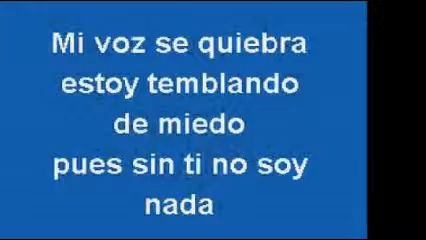 Mi voz se quiebra
estoy temblando
de miedo
pues sin ti no soy
nada